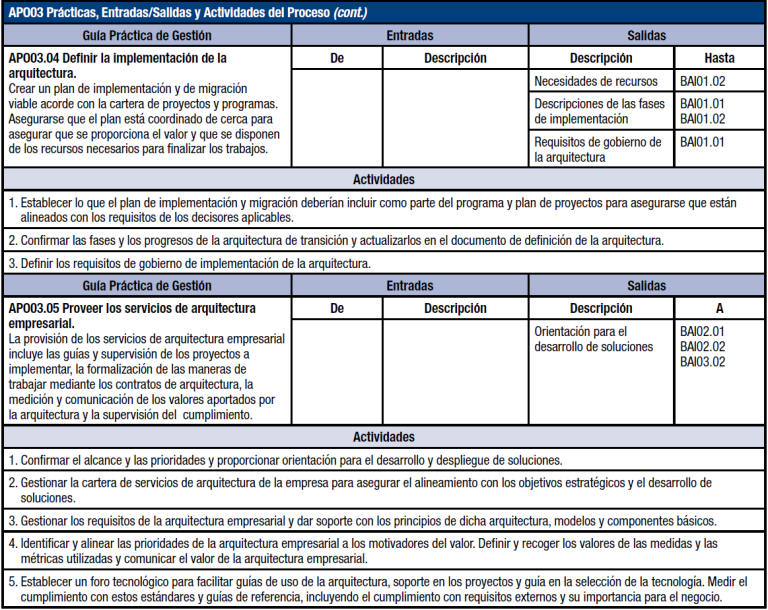 APO03 Prácticas, Entradas/Salidas y Actividades del Proceso (cont.)
Guía Práctica de Gestión Entradas Salidas
APO03.04 Definir la implementación de la
arquitectura.
Crear un plan de implementación y de migración
viable acorde con la cartera de proyectos y programas.
Asegurarse que el plan está coordinado de cerca para
asegurar que se proporciona el valor y que se disponen
de los recursos necesarios para finalizar los trabajos.
De Descripción Descripción Hasta
Necesidades de recursos BAI01.02
Descripciones de las fases BAI01.01
de implementación BAI01.02
Requisitos de gobierno de BAI01.01
la arquitectura
Actividades
1. Establecer lo que el plan de implementación y migración deberían incluir como parte del programa y plan de proyectos para asegurarse que están
alineados con los requisitos de los decisores aplicables.
2. Confirmar las fases y los progresos de la arquitectura de transición y actualizarlos en el documento de definición de la arquitectura.
3. Definir los requisitos de gobierno de implementación de la arquitectura.
Guía Práctica de Gestión Entradas Salidas
APO03.05 Proveer los servicios de arquitectura
empresarial.
La provisión de los servicios de arquitectura empresarial
incluye las guías y supervisión de los proyectos a
implementar, la formalización de las maneras de
trabajar mediante los contratos de arquitectura, la
medición y comunicación de los valores aportados por
la arquitectura y la supervisión del cumplimiento.
De Descripción Descripción A
Orientación para el BAI02.01
desarrollo de soluciones BAI02.02
BAI03.02
Actividades
1. Confirmar el alcance y las prioridades y proporcionar orientación para el desarrollo y despliegue de soluciones.
2. Gestionar la cartera de servicios de arquitectura de la empresa para asegurar el alineamiento con los objetivos estratégicos y el desarrollo de
soluciones.
3. Gestionar los requisitos de la arquitectura empresarial y dar soporte con los principios de dicha arquitectura, modelos y componentes básicos.
4. Identificar y alinear las prioridades de la arquitectura empresarial a los motivadores del valor. Definir y recoger los valores de las medidas y las
métricas utilizadas y comunicar el valor de la arquitectura empresarial.
5. Establecer un foro tecnológico para facilitar guías de uso de la arquitectura, soporte en los proyectos y guía en la selección de la tecnología. Medir el
cumplimiento con estos estándares y guías de referencia, incluyendo el cumplimiento con requisitos externos y su importancia para el negocio.